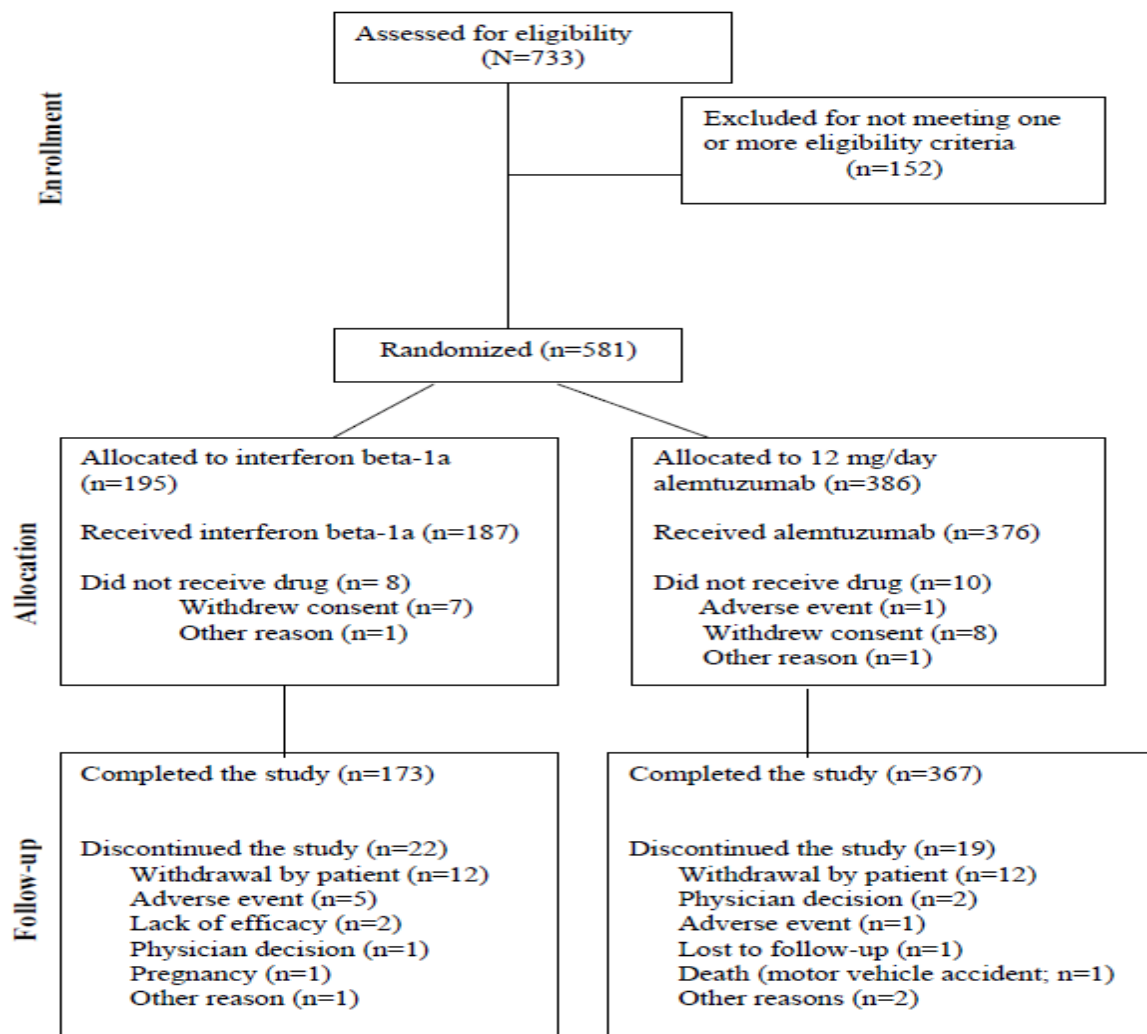 Assessed for eligibility
(N=733)
Enrollment
Excluded for not meeting one
or more eligibility criteria
(n=152)
Randomized (n=581)
Allocation
Allocated to interferon beta-1a
(n=195)
Received interferon beta-1a (n=187)
Did not receive drug (n= 8)
Withdrew consent (n=7)
Other reason (n=1)
Allocated to 12 mg/day
alemtuzumab (n=386)
Received alemtuzumab (n=376)
Did not receive drug (n=10)
Adverse event (n=1)
Withdrew consent (n=8)
Other reason (n=1)
Follow-up
Completed the study (n=173)
Discontinued the study (n=22)
Withdrawal by patient (n=12)
Adverse event (n=5)
Lack of efficacy (n=2)
Physician decision (n=1)
Pregnancy (n=1)
Other reason (n=1)
Completed the study (n=367)
Discontinued the study (n=19)
Withdrawal by patient (n=12)
Physician decision (n=2)
Adverse event (n=1)
Lost to follow-up (n=1)
Death (motor vehicle accident; n=1)
Other reasons (n=2)